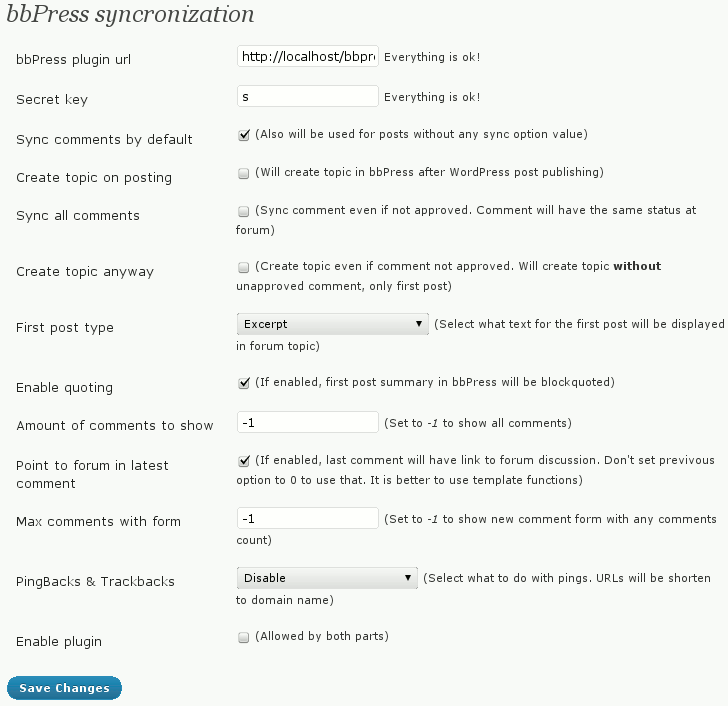 bbPress syncronization
bbPress plugin url http://localhost/bbpre Everything is ok!
Secret key s Everything is ok!
Sync comments by default (Also will be used for posts without any sync option value)
Create topic on posting (Will create topic in bbPress after WordPress post publishing)
Sync all comments (Sync comment even if not approved. Comment will have the same status at
forum)
Create topic anyway (Create topic even if comment not approved. Will create topic without
unapproved comment, only first post)
First post type Excerpt (Select what text for the first post will be displayed
in forum topic)
Enable quoting (If enabled, first post summary in bbPress will be blockquoted)
Amount of comments to show -1 (Set to -1 to show all comments)
Point to forum in latest
comment
(If enabled, last comment will have link to forum discussion. Don't set previvous
option to 0 to use that. It is better to use template functions)
Max comments with form -1 (Set to -1 to show new comment form with any comments
count)
PingBacks & Trackbacks Disable (Select what to do with pings. URLs will be shorten
to domain name)
Enable plugin (Allowed by both parts)
Save Changes